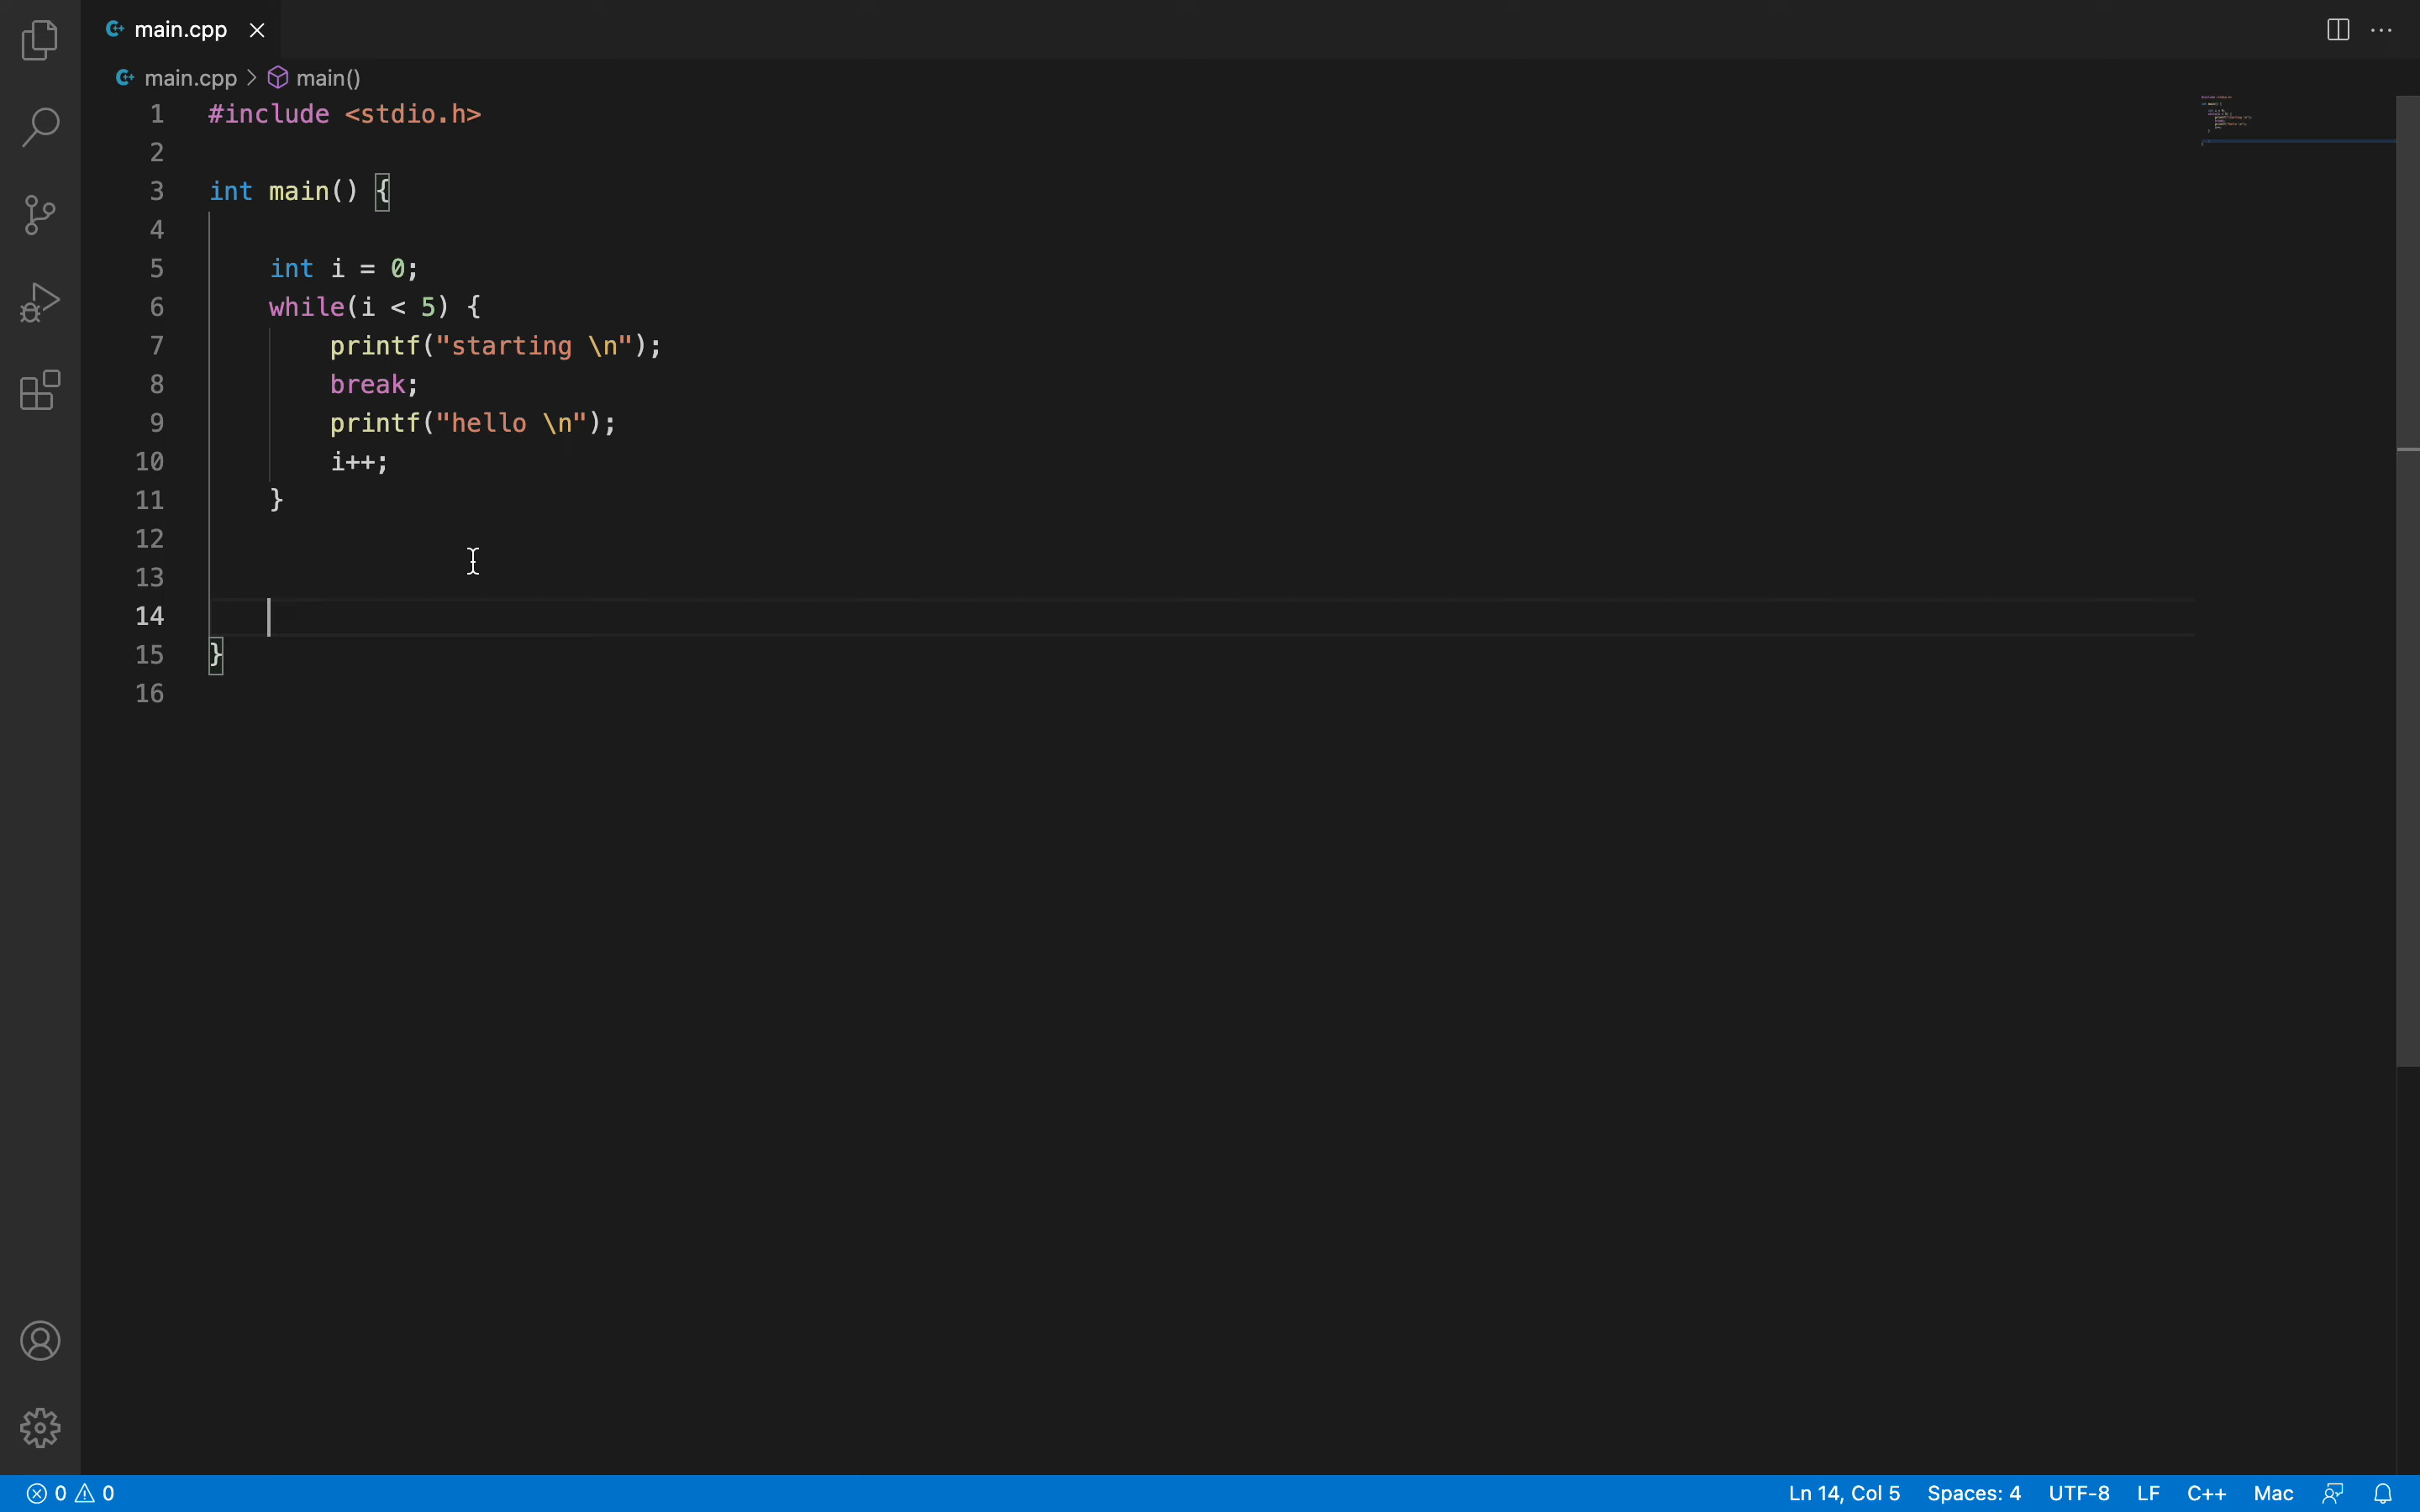 main.cpp
main.cpp > main()
1 #include <stdio.h>
2
3 int main() {
4
5 int i = 0;
6 while(i < 5) {
7 printf("starting \n");
8 break;
9 printf("hello \n");
10 i++;
11 }
12
13
14
15 }
16
0 0 Ln 14, Col 5 Spaces: 4 UTF-8 LF C++ Mac